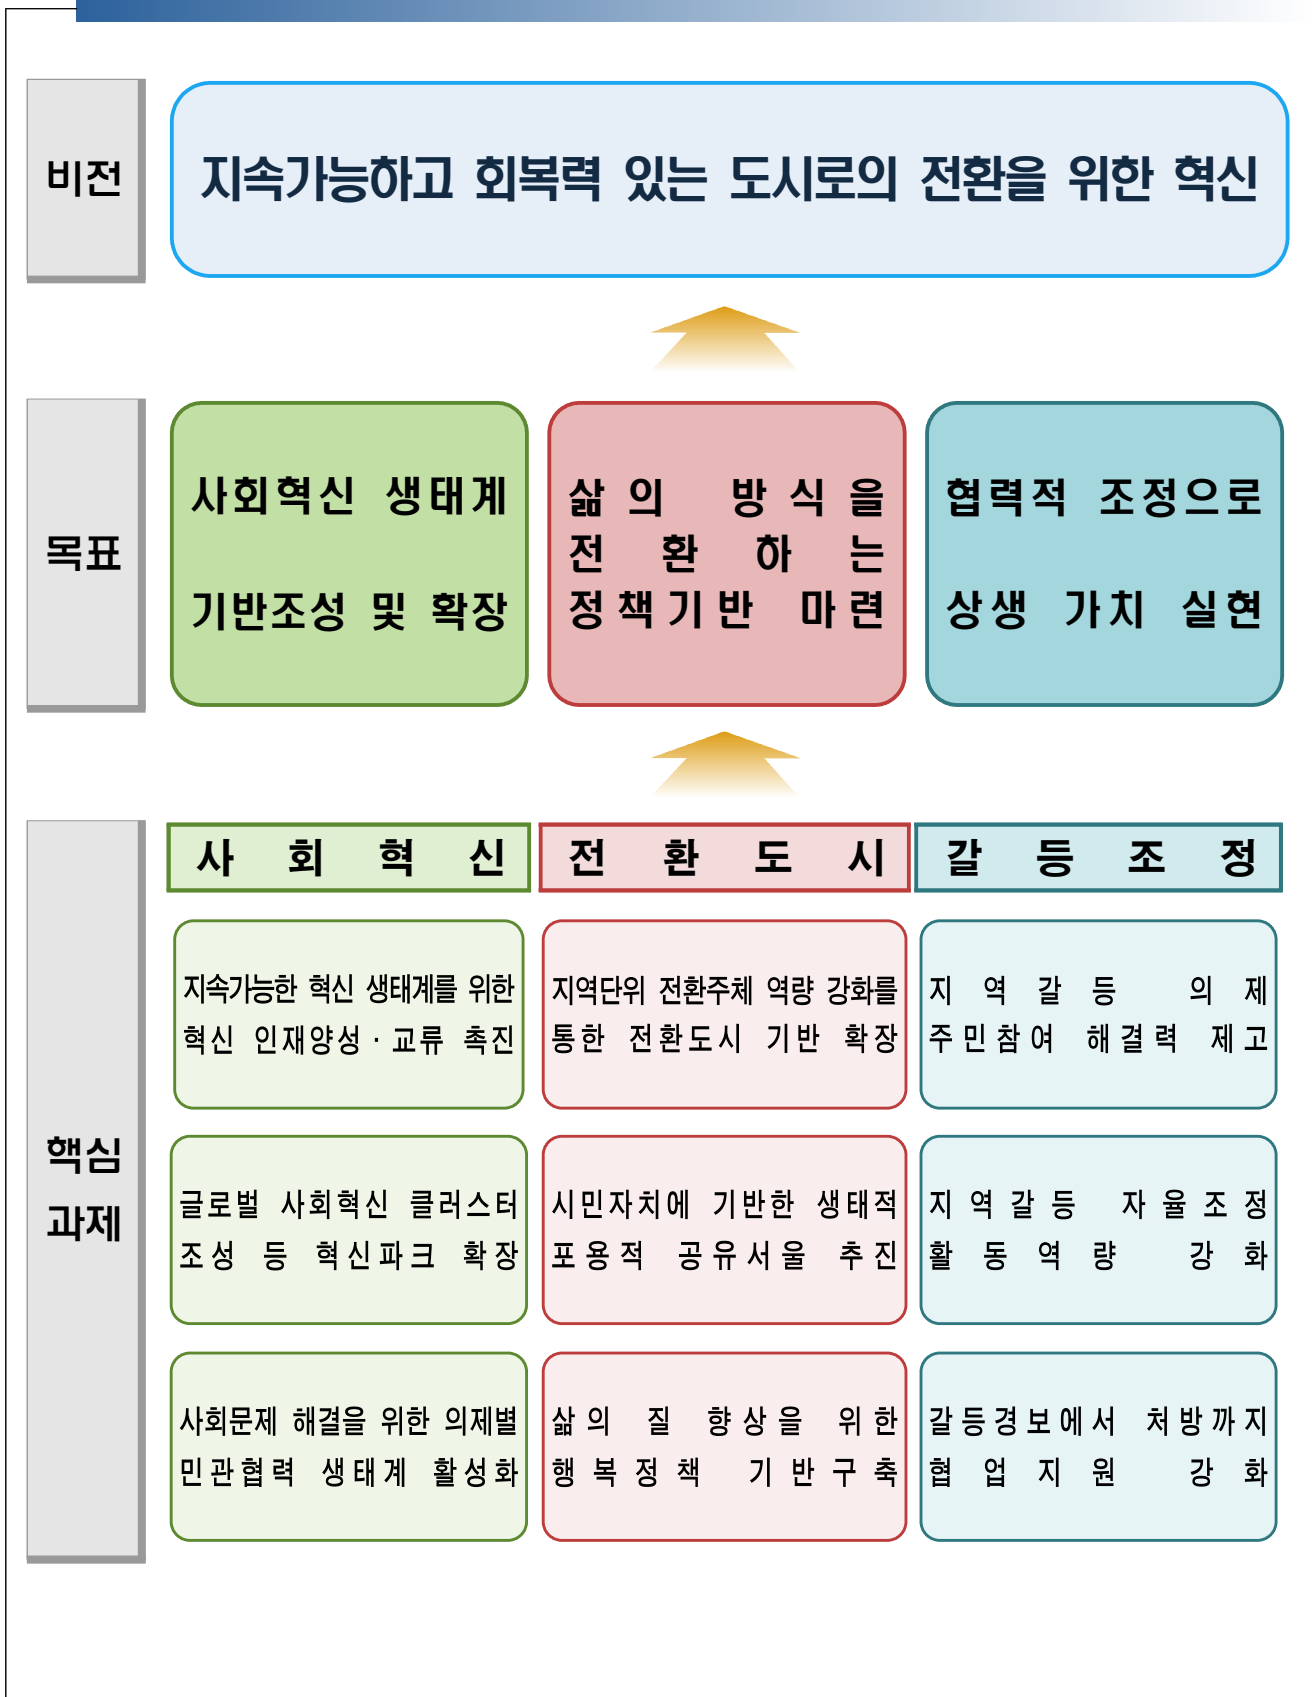 비전
지속가능하고 회복력 있는 도시로의 전환을 위한 혁신
목표
사회혁신 생태계
기반조성 및 확장
삶의 방식을
전환하는
정책기반 마련
협력적 조정으로
상생 가치 실현
핵심
과제
사회혁신
전환도시
갈등조정
지속가능한 혁신 생태계를 위한
혁신 인재양성·교류 촉진
지역단위 전환주체 역량 강화를
통한 전환도시 기반 확장
지역갈등 의제
주민참여 해결력 제고
글로벌 사회혁신 클러스터
조성 등 혁신파크 확장
시민자치에 기반한 생태적
포용적 공유서울 추진
지역갈등 자율조정
활동역량 강화
사회문제 해결을 위한 의제별
민관협력 생태계 활성화
삶의 질 향상을 위한
행복정책 기반구축
갈등경보에서 처방까지
협업지원 강화